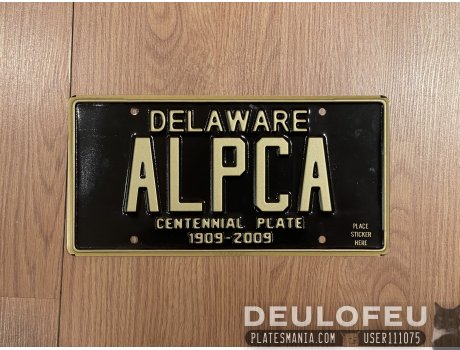 DELAWARE
ALPCA
CENTENNIAL PLATE
1909-2009
PLACE
STICKER
HERE
DEULOFEU
PLATESMANIA.COM USER111075